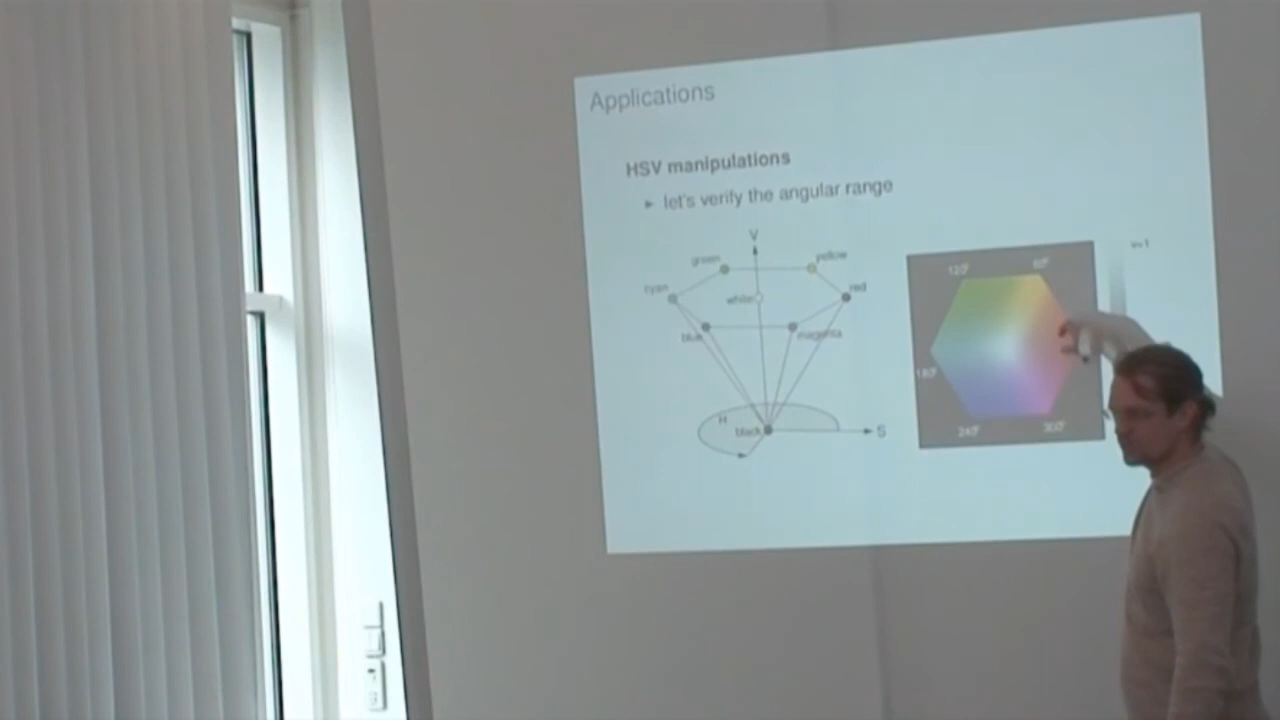 Applications
HSV manipulations
► let's verify the angular range
V
green
yellow
cyan
white
red
blue
magenta
H
black
S
120°
60°
180°
240°
300°
v=1